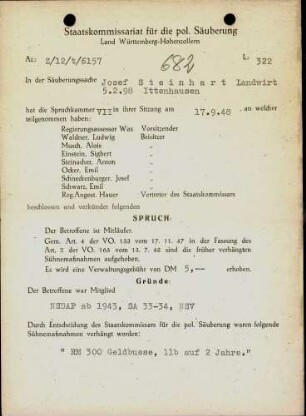 Staatskommissariat für die pol. Säuberung
Land Württemberg-Hohenzollern
Az: Z/12/t/6157
682
L: 322
In der Säuberungssache Josef Steinhart Landwirt
5.2.98 Ittenhausen
hat die Spruchkammer VII in ihrer Sitzung am 17.9.48 , an welcher
teilgenommen haben:
Regierungsassessor Wax Vorsitzender
Weldner, Ludwig Beisitzer
Musch, Alois "
Einstein, Sigbert "
Steinacher, Anton "
Ocker, Emil "
Schneckenburger, Josef "
Schwarz, Emil "
Reg.Angest. Hauer Vertreter des Staatskommissars
beschlossen und verkündet folgenden
SPRUCH:
Der Betroffene ist Mitläufer.
Gem. Art. 4 der VO. 133 vom 17. 11. 47 in der Fassung des
Art. 2 der VO. 165 vom 13. 7. 48 sind die früher verhängten
Sühnemaßnahmen aufgehoben.
Es wird eine Verwaltungsgebühr von DM 5,-- erhoben.
Gründe:
Der Betroffene war Mitglied
NSDAP ab 1943, SA 33-34, NSV
Durch Entscheidung des Staatskommissars für die pol. Säuberung waren folgende
Sühnemaßnahmen verhängt worden:
" RM 300 Geldbusse, 11b auf 2 Jahre."